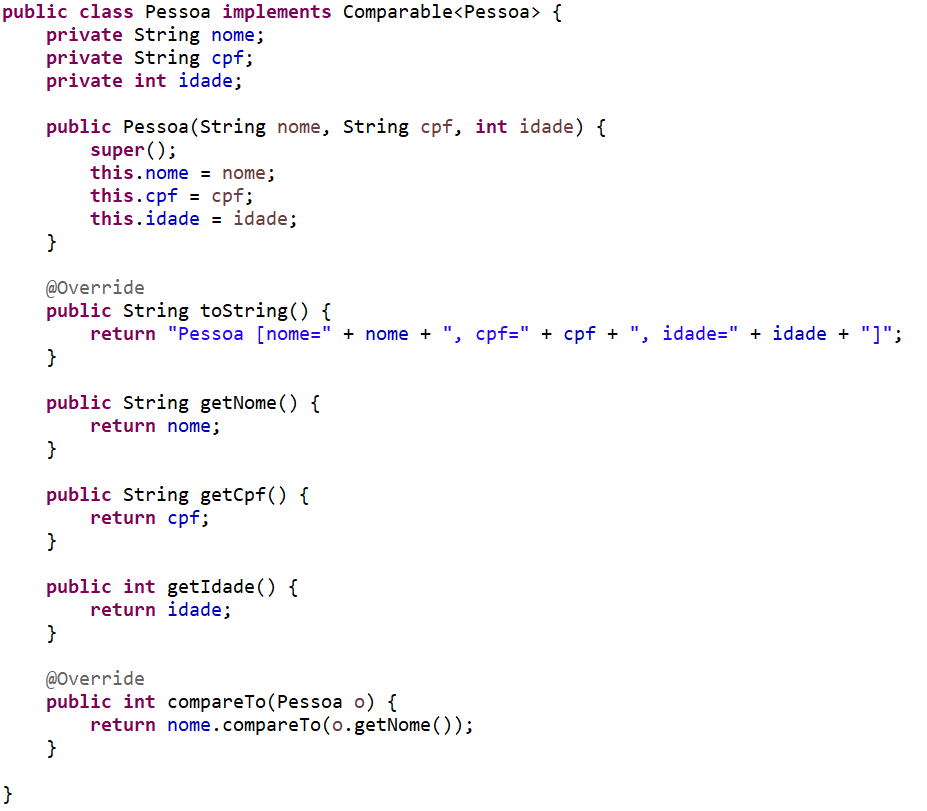 public class Pessoa implements Comparable<Pessoa> {
    private String nome;
    private String cpf;
    private int idade;

    public Pessoa(String nome, String cpf, int idade) {
        super();
        this.nome = nome;
        this.cpf = cpf;
        this.idade = idade;
    }

    @Override
    public String toString() {
        return "Pessoa [nome=" + nome + ", cpf=" + cpf + ", idade=" + idade + "]";
    }

    public String getNome() {
        return nome;
    }

    public String getCpf() {
        return cpf;
    }

    public int getIdade() {
        return idade;
    }

    @Override
    public int compareTo(Pessoa o) {
        return nome.compareTo(o.getNome());
    }

}